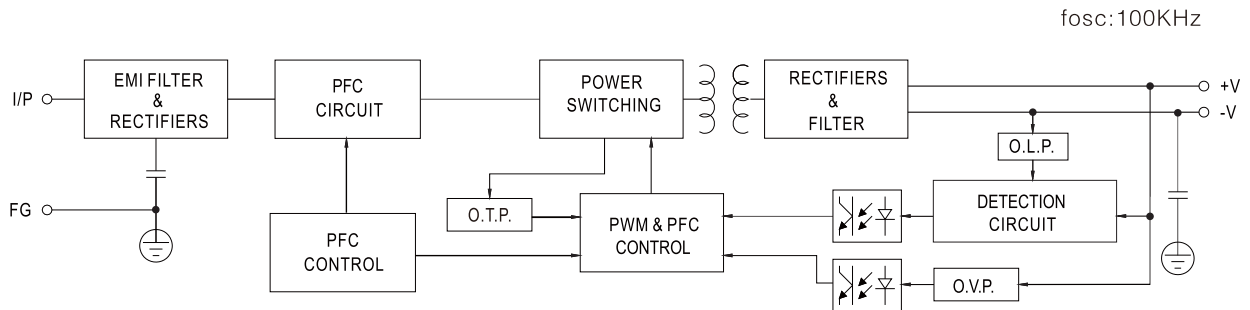 fosc:100KHz
I/P
EMI FILTER
&
RECTIFIERS
PFC
CIRCUIT
POWER
SWITCHING
RECTIFIERS
&
FILTER
+V
-V
O.L.P.
FG
O.T.P.
PFC
CONTROL
PWM & PFC
CONTROL
DETECTION
CIRCUIT
O.V.P.